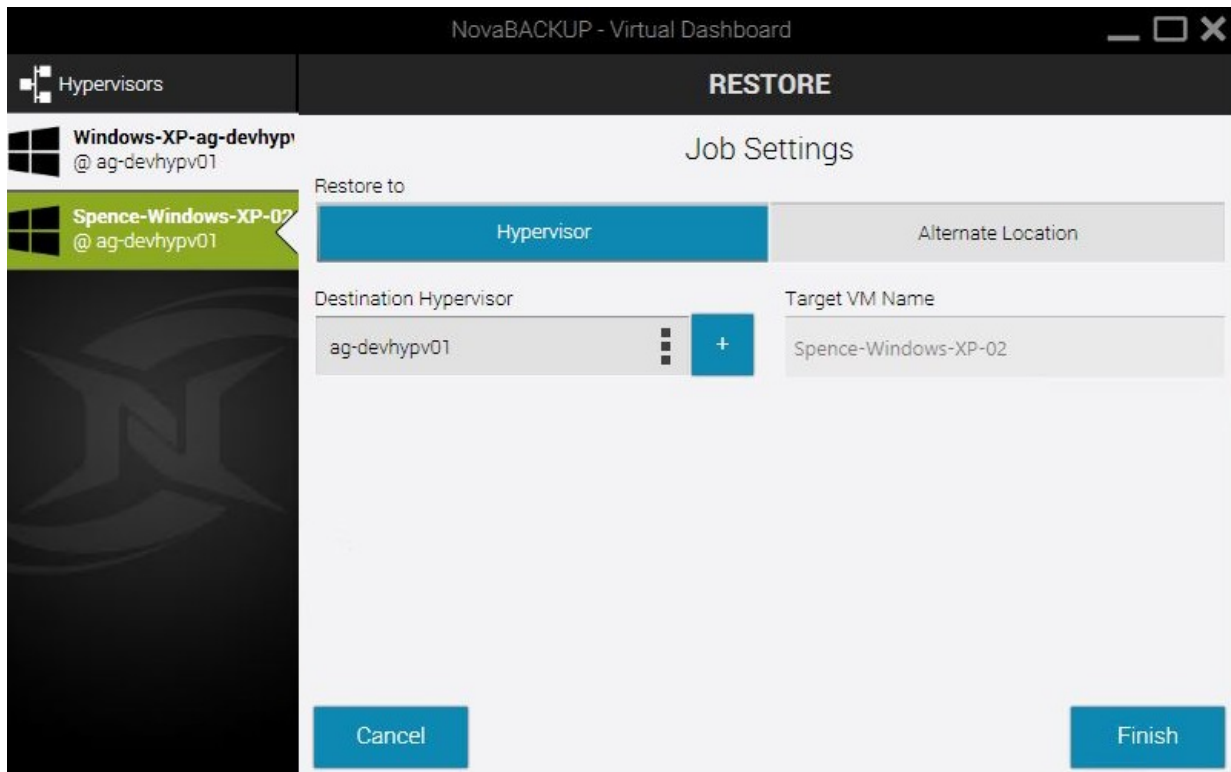 NovaBACKUP - Virtual Dashboard
Hypervisors
RESTORE
Windows-XP-ag-devhypv
@ ag-devhypv01
Spence-Windows-XP-02
@ ag-devhypv01
Job Settings
Restore to
Hypervisor
Alternate Location
Destination Hypervisor
Target VM Name
ag-devhypv01
+
Spence-Windows-XP-02
Cancel
Finish